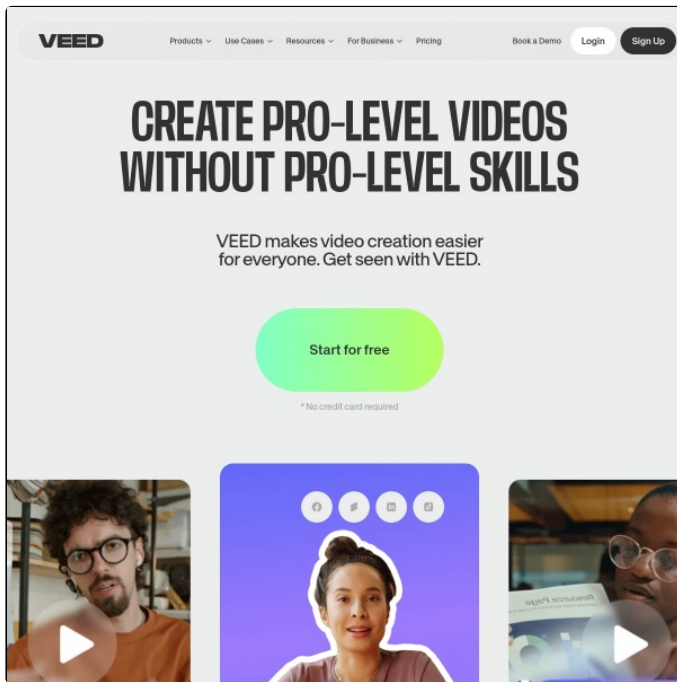 VEED Products Use Cases Resources For Business Pricing Book a Demo Login Sign Up
CREATE PRO-LEVEL VIDEOS
WITHOUT PRO-LEVEL SKILLS
VEED makes video creation easier
for everyone. Get seen with VEED.
Start for free
* No credit card required
in
Resource Page